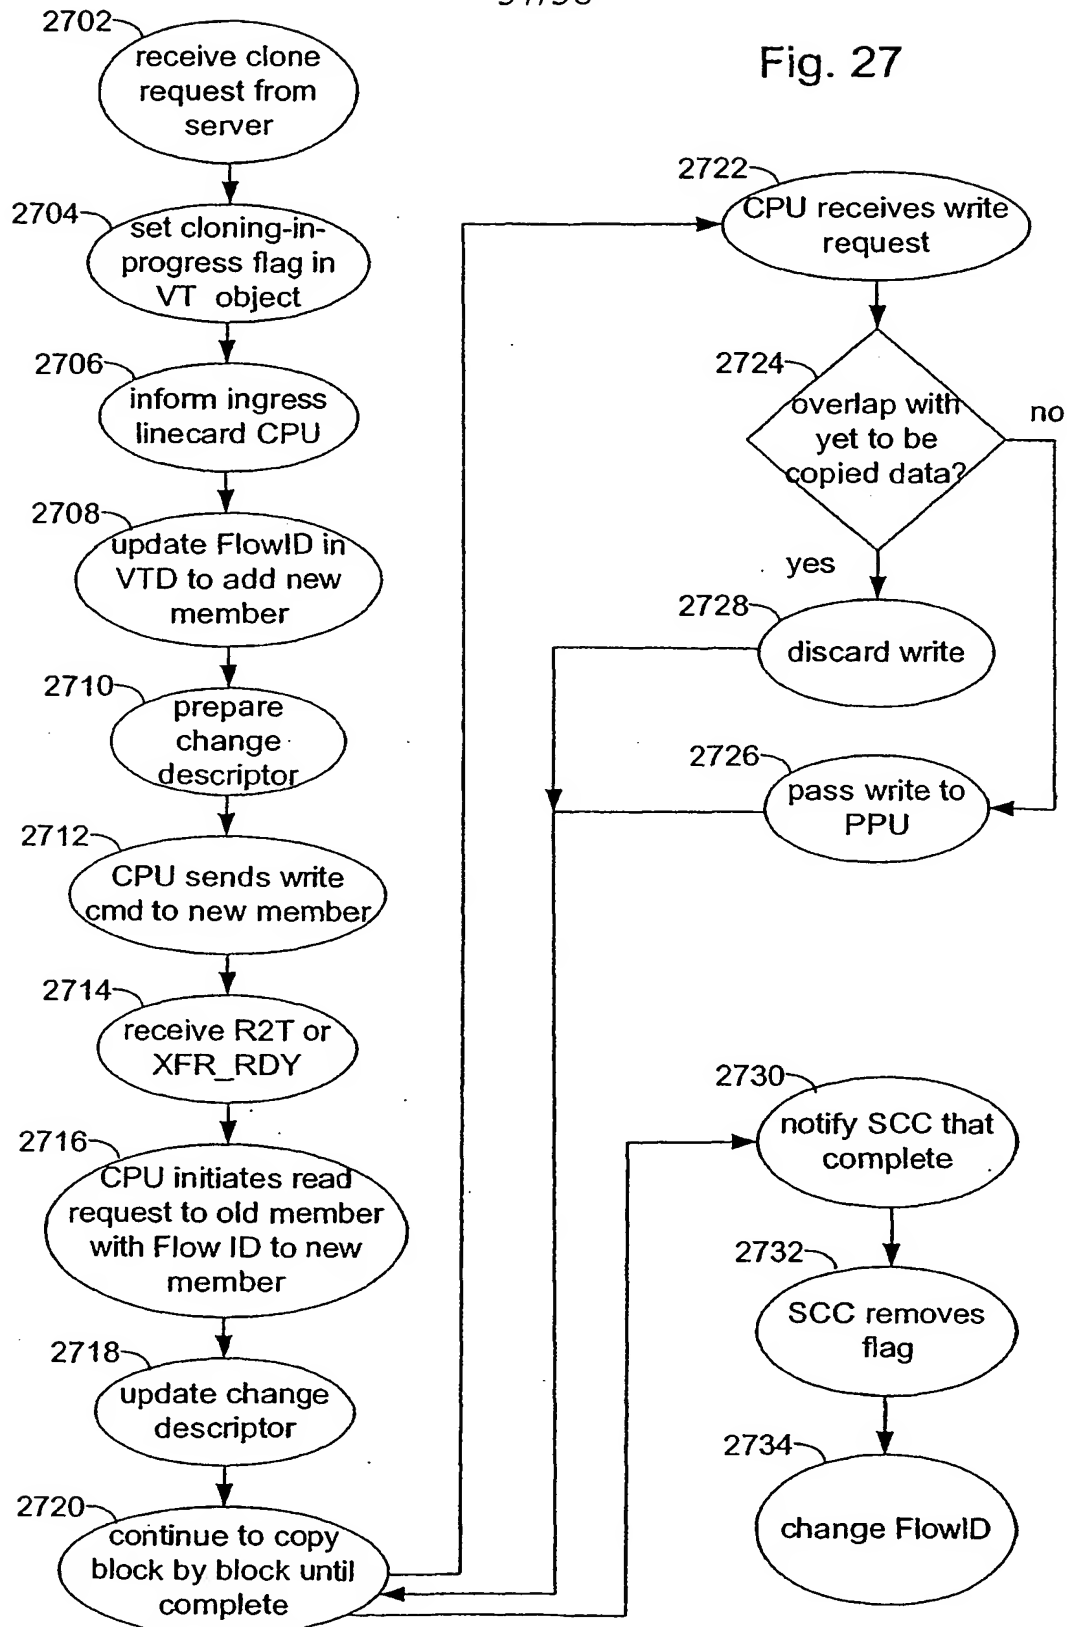 Fig. 27
2702
receive clone
request from
server
2704
set cloning-in-
progress flag in
VT object
2706
inform ingress
linecard CPU
2708
update FlowID in
VTD to add new
member
2710
prepare
change
descriptor
2712
CPU sends write
cmd to new member
2714
receive R2T or
XFR_RDY
2716
CPU initiates read
request to old member
with Flow ID to new
member
2718
update change
descriptor
2720
continue to copy
block by block until
complete
2722
CPU receives write
request
2724
overlap with
yet to be
copied data?
no
yes
2728
discard write
2726
pass write to
PPU
2730
notify SCC that
complete
2732
SCC removes
flag
2734
change FlowID